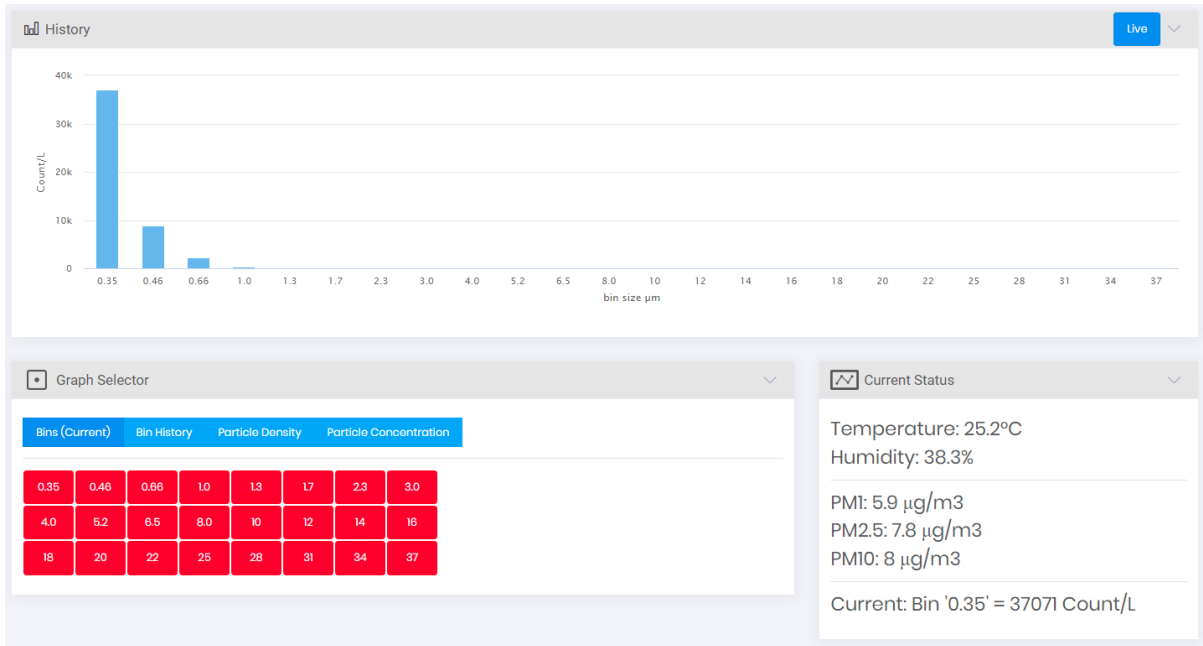 History
Live
40k
30k
20k
10k
0
Count/L
0.35 0.46 0.66 1.0 1.3 1.7 2.3 3.0 4.0 5.2 6.5 8.0 10 12 14 16 18 20 22 25 28 31 34 37
bin size µm
Graph Selector
Bins (Current) Bin History Particle Density Particle Concentration
0.35 0.46 0.66 1.0 1.3 1.7 2.3 3.0
4.0 5.2 6.5 8.0 10 12 14 16
18 20 22 25 28 31 34 37
Current Status
Temperature: 25.2ºC
Humidity: 38.3%
PM1: 5.9 µg/m3
PM2.5: 7.8 µg/m3
PM10: 8 µg/m3
Current: Bin '0.35' = 37071 Count/L